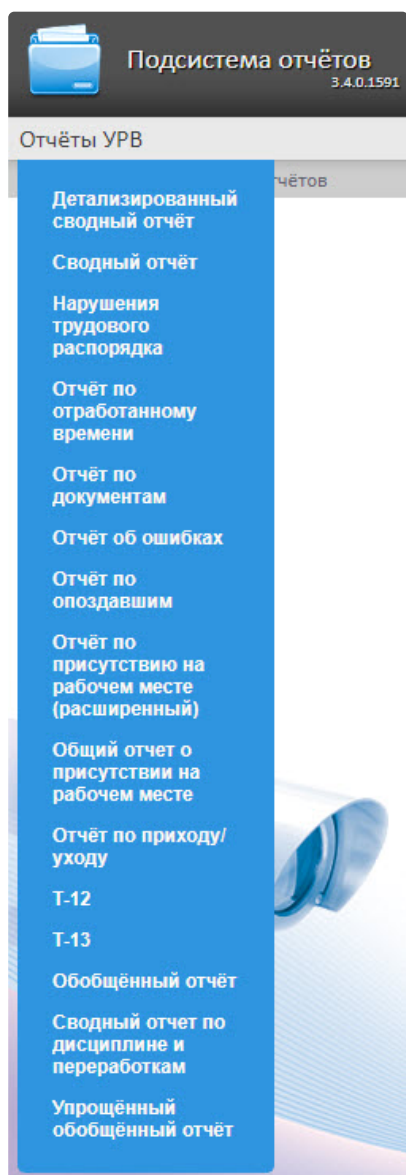 Подсистема отчётов
3.4.0.1591
Отчёты УРВ
чётов
Детализированный
сводный отчёт
Сводный отчёт
Нарушения
трудового
распорядка
Отчёт по
отработанному
времени
Отчёт по
документам
Отчёт об ошибках
Отчёт по
опоздавшим
Отчёт по
присутствию на
рабочем месте
(расширенный)
Общий отчет о
присутствии на
рабочем месте
Отчёт по приходу/
уходу
Т-12
Т-13
Обобщённый отчёт
Сводный отчет по
дисциплине и
переработкам
Упрощённый
обобщённый отчёт